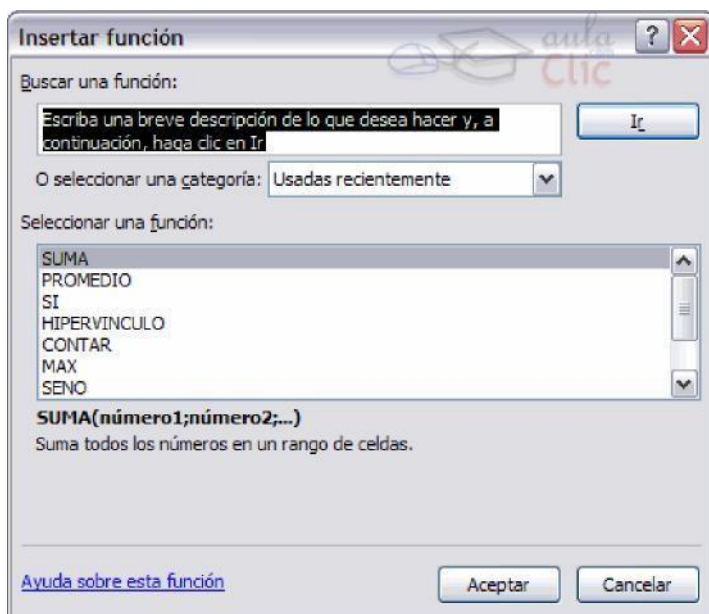 Insertar función
aula
Clic
?
Buscar una función:
Escriba una breve descripción de lo que desea hacer y, a
continuación, haga clic en Ir
Ir
O seleccionar una categoría: Usadas recientemente
Seleccionar una función:
SUMA
PROMEDIO
SI
HIPERVINCULO
CONTAR
MAX
SENO
SUMA(número1;número2;...)
Suma todos los números en un rango de celdas.
Ayuda sobre esta función
Aceptar
Cancelar